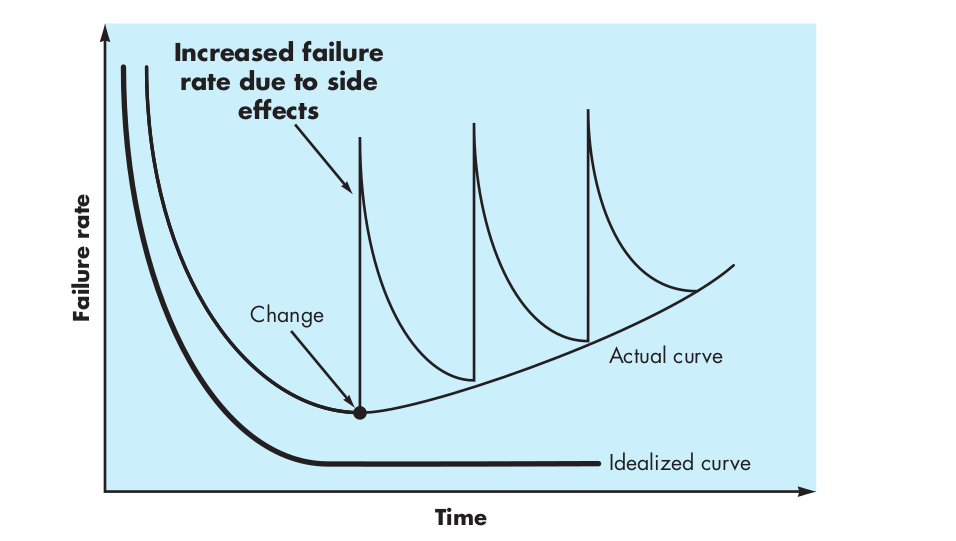 Increased failure
rate due to side
effects
Failure rate
Change
Actual curve
Idealized curve
Time